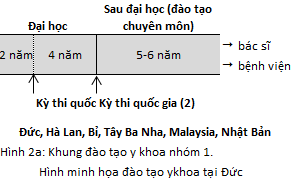 Sau đại học (đào tạo
Đại học chuyên môn)
2 năm 4 năm 5-6 năm
→ bác sĩ
→ bệnh viện
Kỳ thi quốc Kỳ thi quốc gia (2)
Đức, Hà Lan, Bỉ, Tây Ba Nha, Malaysia, Nhật Bản
Hình 2a: Khung đào tạo y khoa nhóm 1.
Hình minh họa đào tạo ykhoa tại Đức